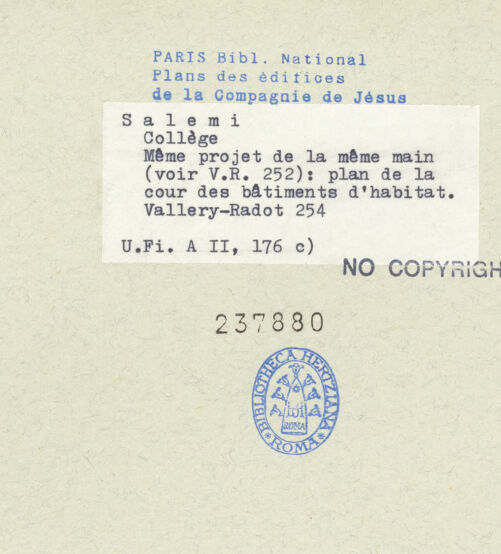 PARIS Bibl. National
Plans des édifices
de la Compagnie de Jésus
S a l e m i
Collège
Même projet de la même main
(voir V.R. 252): plan de la
cour des bâtiments d'habitat.
Vallery-Radot 254
U.Fi. A II, 176 c)
NO COPYRIGH
237880
BIBLIOTHECA HERTZIANA
ROMA
ROMA